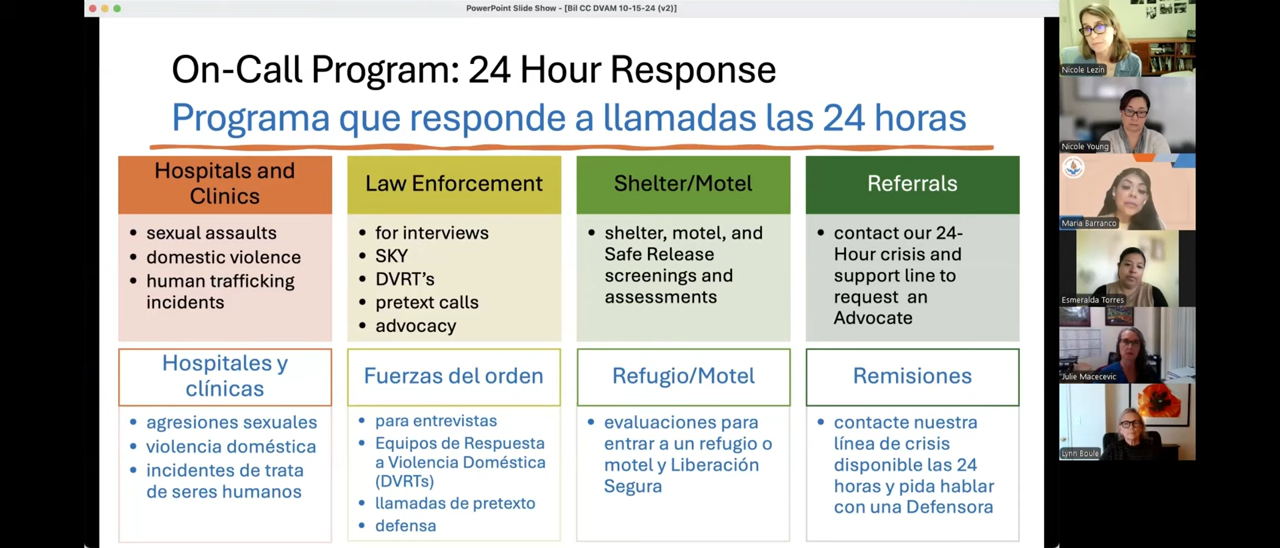 PowerPoint Slide Show - [Bil CC DVAM 10-15-24 (v2)]
On-Call Program: 24 Hour Response
Programa que responde a llamadas las 24 horas
Hospitals and
Clinics
• sexual assaults
• domestic violence
• human trafficking
incidents
Law Enforcement
• for interviews
• SKY
• DVRT’s
• pretext calls
• advocacy
Shelter/Motel
• shelter, motel, and
Safe Release
screenings and
assessments
Referrals
• contact our 24-
Hour crisis and
support line to
request an
Advocate
Hospitales y
clínicas
• agresiones sexuales
• violencia doméstica
• incidentes de trata
de seres humanos
Fuerzas del orden
• para entrevistas
• Equipos de Respuesta
a Violencia Doméstica
(DVRTs)
• llamadas de pretexto
• defensa
Refugio/Motel
• evaluaciones para
entrar a un refugio o
motel y Liberación
Segura
Remisiones
• contacte nuestra
línea de crisis
disponible las 24
horas y pida hablar
con una Defensora
Nicole Lezin
Nicole Young
Maria Barranco
Esmeralda Torres
Julie Macecevic
Lynn Boule